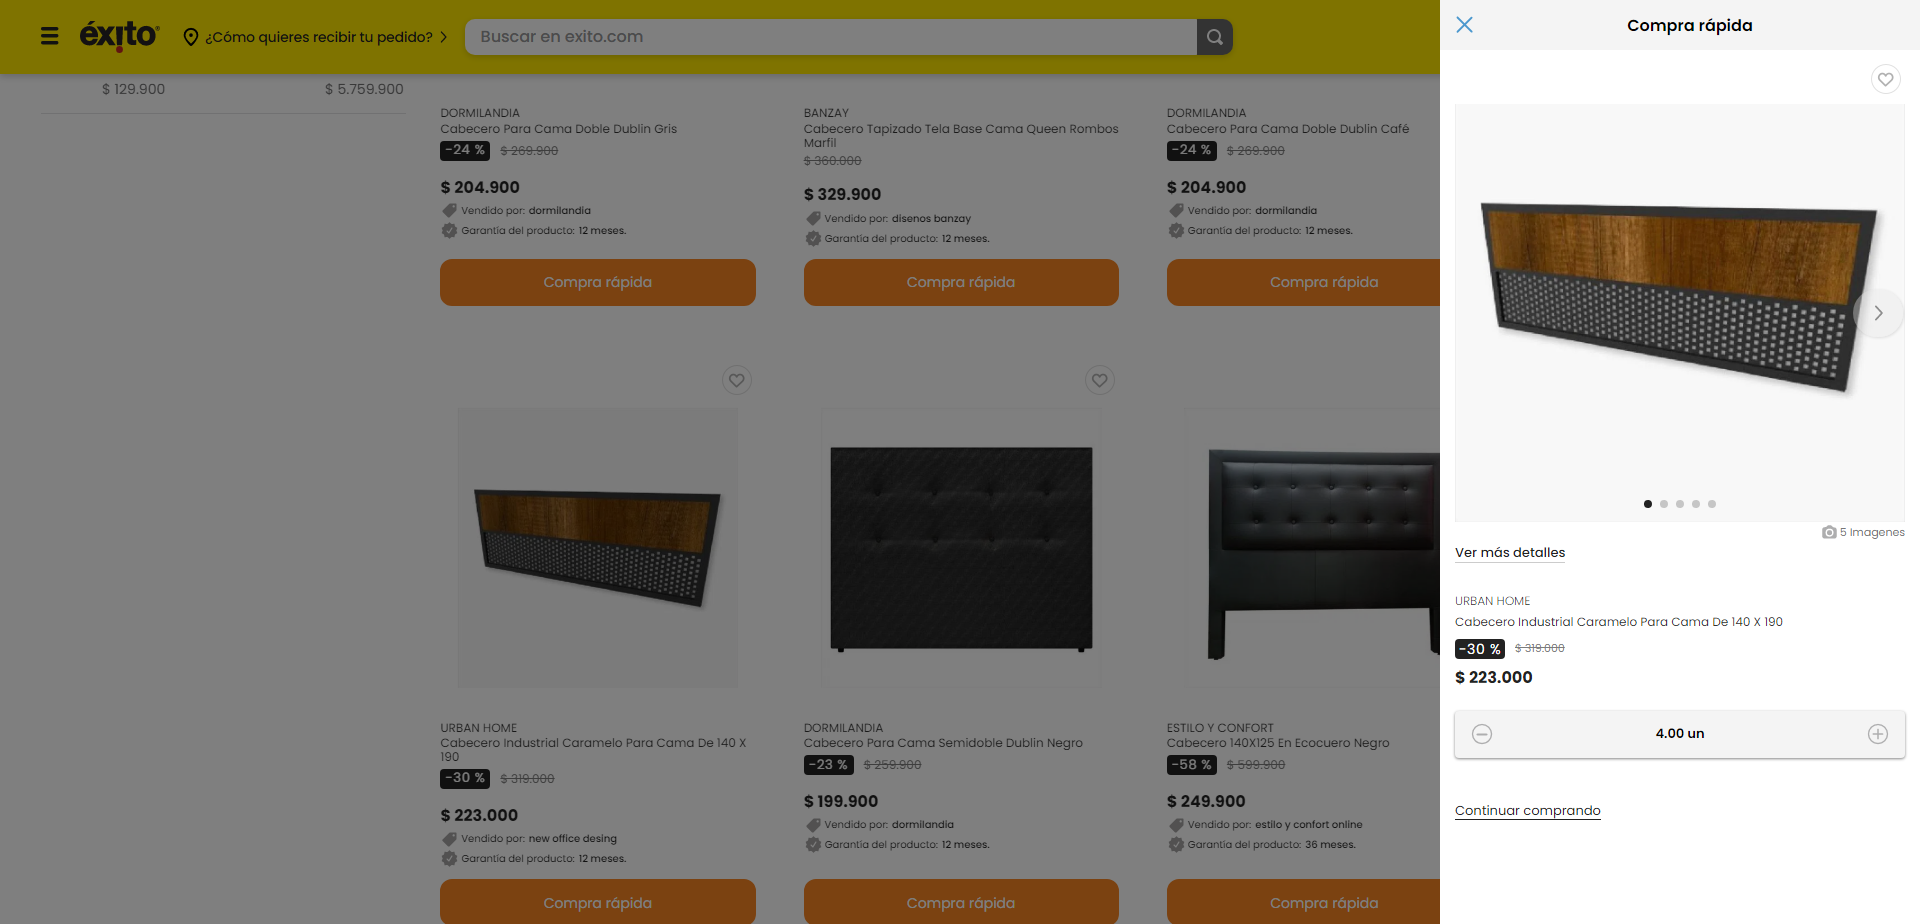 éxito
¿Cómo quieres recibir tu pedido?
Buscar en exito.com
$ 129.900
$ 5.759.900
DORMILANDIA
Cabecero Para Cama Doble Dublin Gris
-24 %
$ 269.900
$ 204.900
Vendido por: dormilandia
Garantía del producto: 12 meses.
Compra rápida
BANZAY
Cabecero Tapizado Tela Base Cama Queen Rombos
Marfil
$ 360.000
$ 329.900
Vendido por: disenos banzay
Garantía del producto: 12 meses.
Compra rápida
DORMILANDIA
Cabecero Para Cama Doble Dublin Café
-24 %
$ 269.900
$ 204.900
Vendido por: dormilandia
Garantía del producto: 12 meses.
Compra rápida
URBAN HOME
Cabecero Industrial Caramelo Para Cama De 140 X
190
-30 %
$ 319.000
$ 223.000
Vendido por: new office desing
Garantía del producto: 12 meses.
Compra rápida
DORMILANDIA
Cabecero Para Cama Semidoble Dublin Negro
-23 %
$ 259.900
$ 199.900
Vendido por: dormilandia
Garantía del producto: 12 meses.
Compra rápida
ESTILO Y CONFORT
Cabecero 140X125 En Ecocuero Negro
-58 %
$ 599.900
$ 249.900
Vendido por: estilo y confort online
Garantía del producto: 36 meses.
Compra rápida
Compra rápida
5 Imagenes
Ver más detalles
URBAN HOME
Cabecero Industrial Caramelo Para Cama De 140 X 190
-30 %
$ 319.000
$ 223.000
4.00 un
Continuar comprando